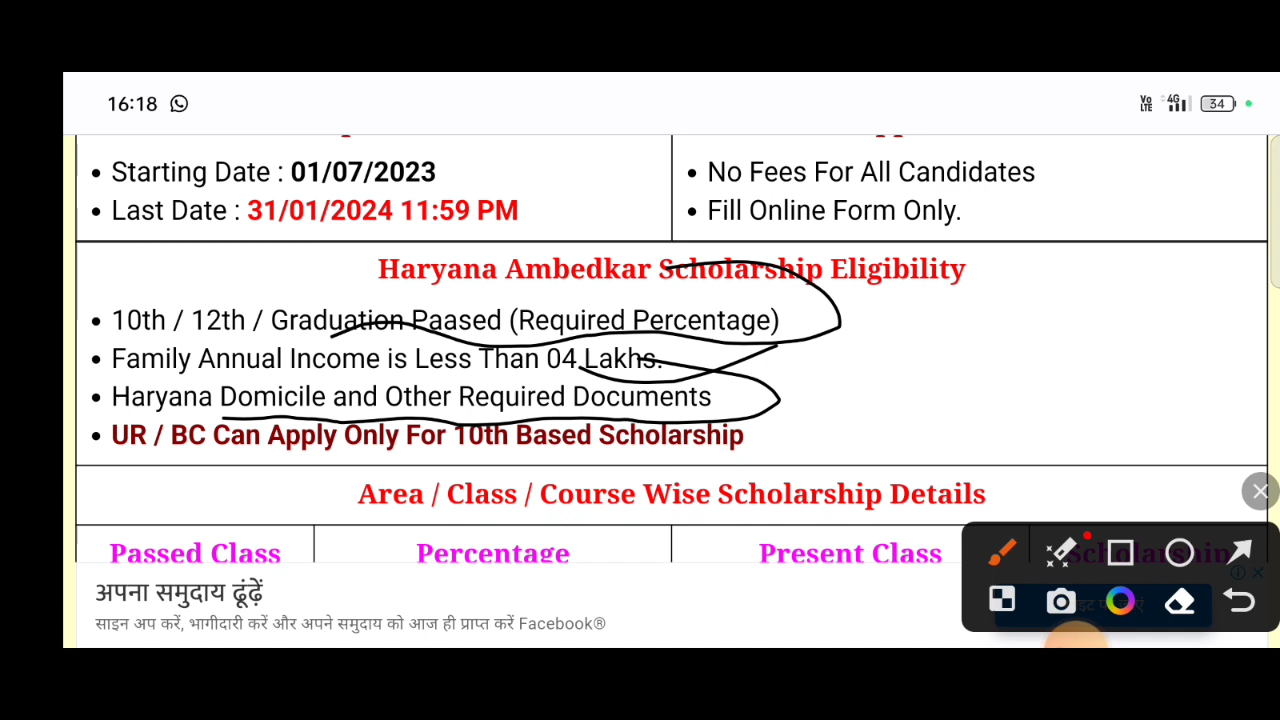 16:18
Vo LTE 4G 34
• Starting Date : 01/07/2023
• Last Date : 31/01/2024 11:59 PM
• No Fees For All Candidates
• Fill Online Form Only.
Haryana Ambedkar Scholarship Eligibility
• 10th / 12th / Graduation Paased (Required Percentage)
• Family Annual Income is Less Than 04 Lakhs.
• Haryana Domicile and Other Required Documents
• UR / BC Can Apply Only For 10th Based Scholarship
Area / Class / Course Wise Scholarship Details
Passed Class
Percentage
Present Class
Scholarship
अपना समुदाय ढूंढ़ें
साइन अप करें, भागीदारी करें और अपने समुदाय को आज ही प्राप्त करें Facebook®